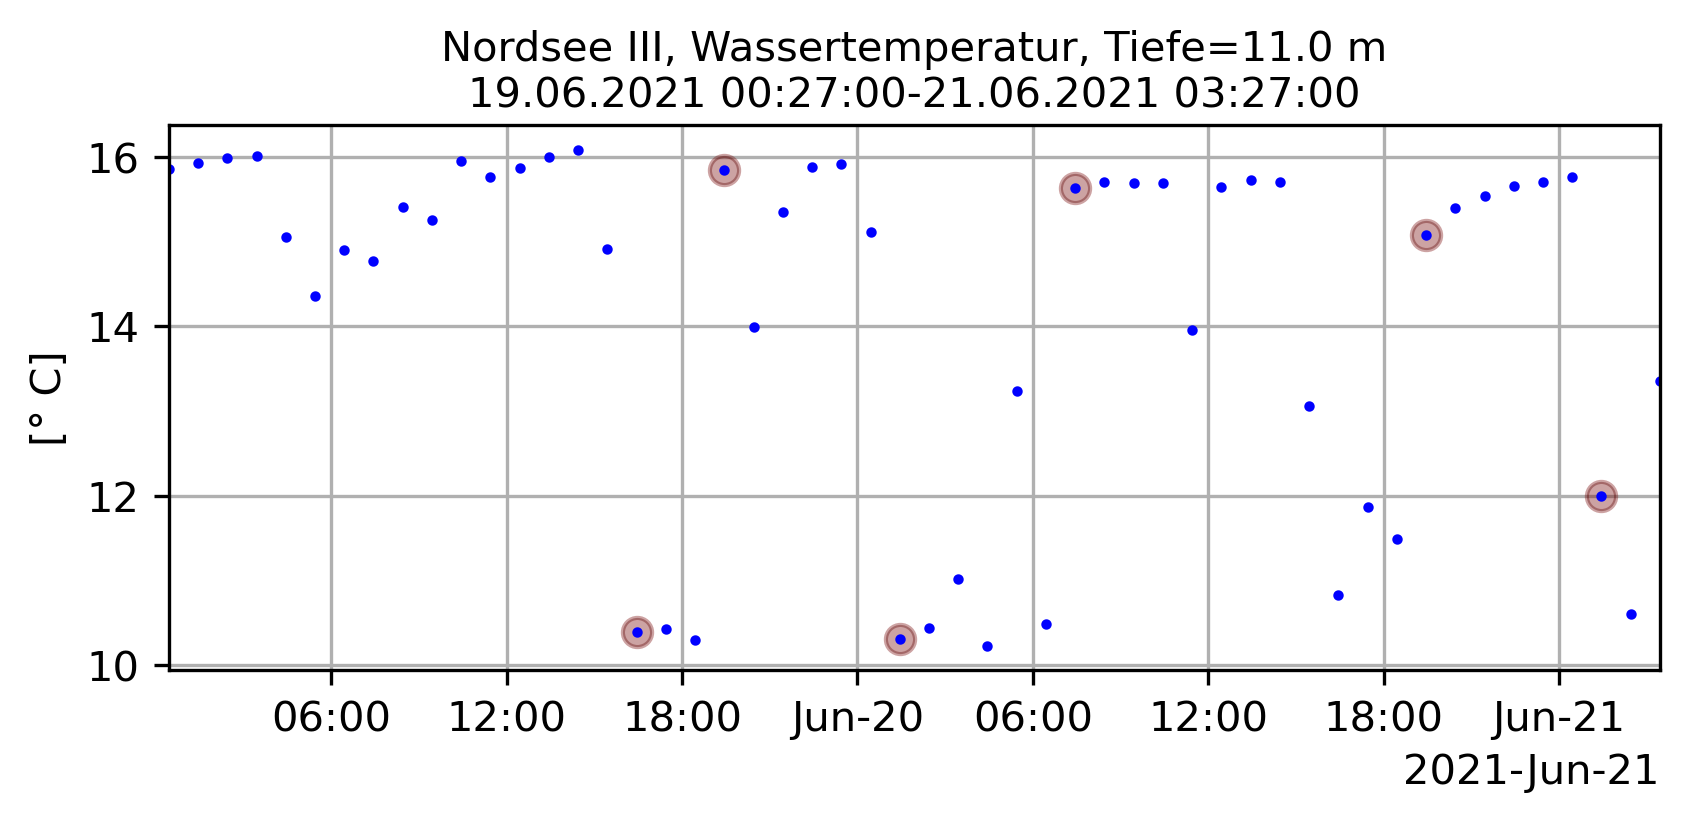 Nordsee III, Wassertemperatur, Tiefe=11.0 m
19.06.2021 00:27:00-21.06.2021 03:27:00
[° C]
16
14
12
10
06:00 12:00 18:00 Jun-20 06:00 12:00 18:00 Jun-21
2021-Jun-21